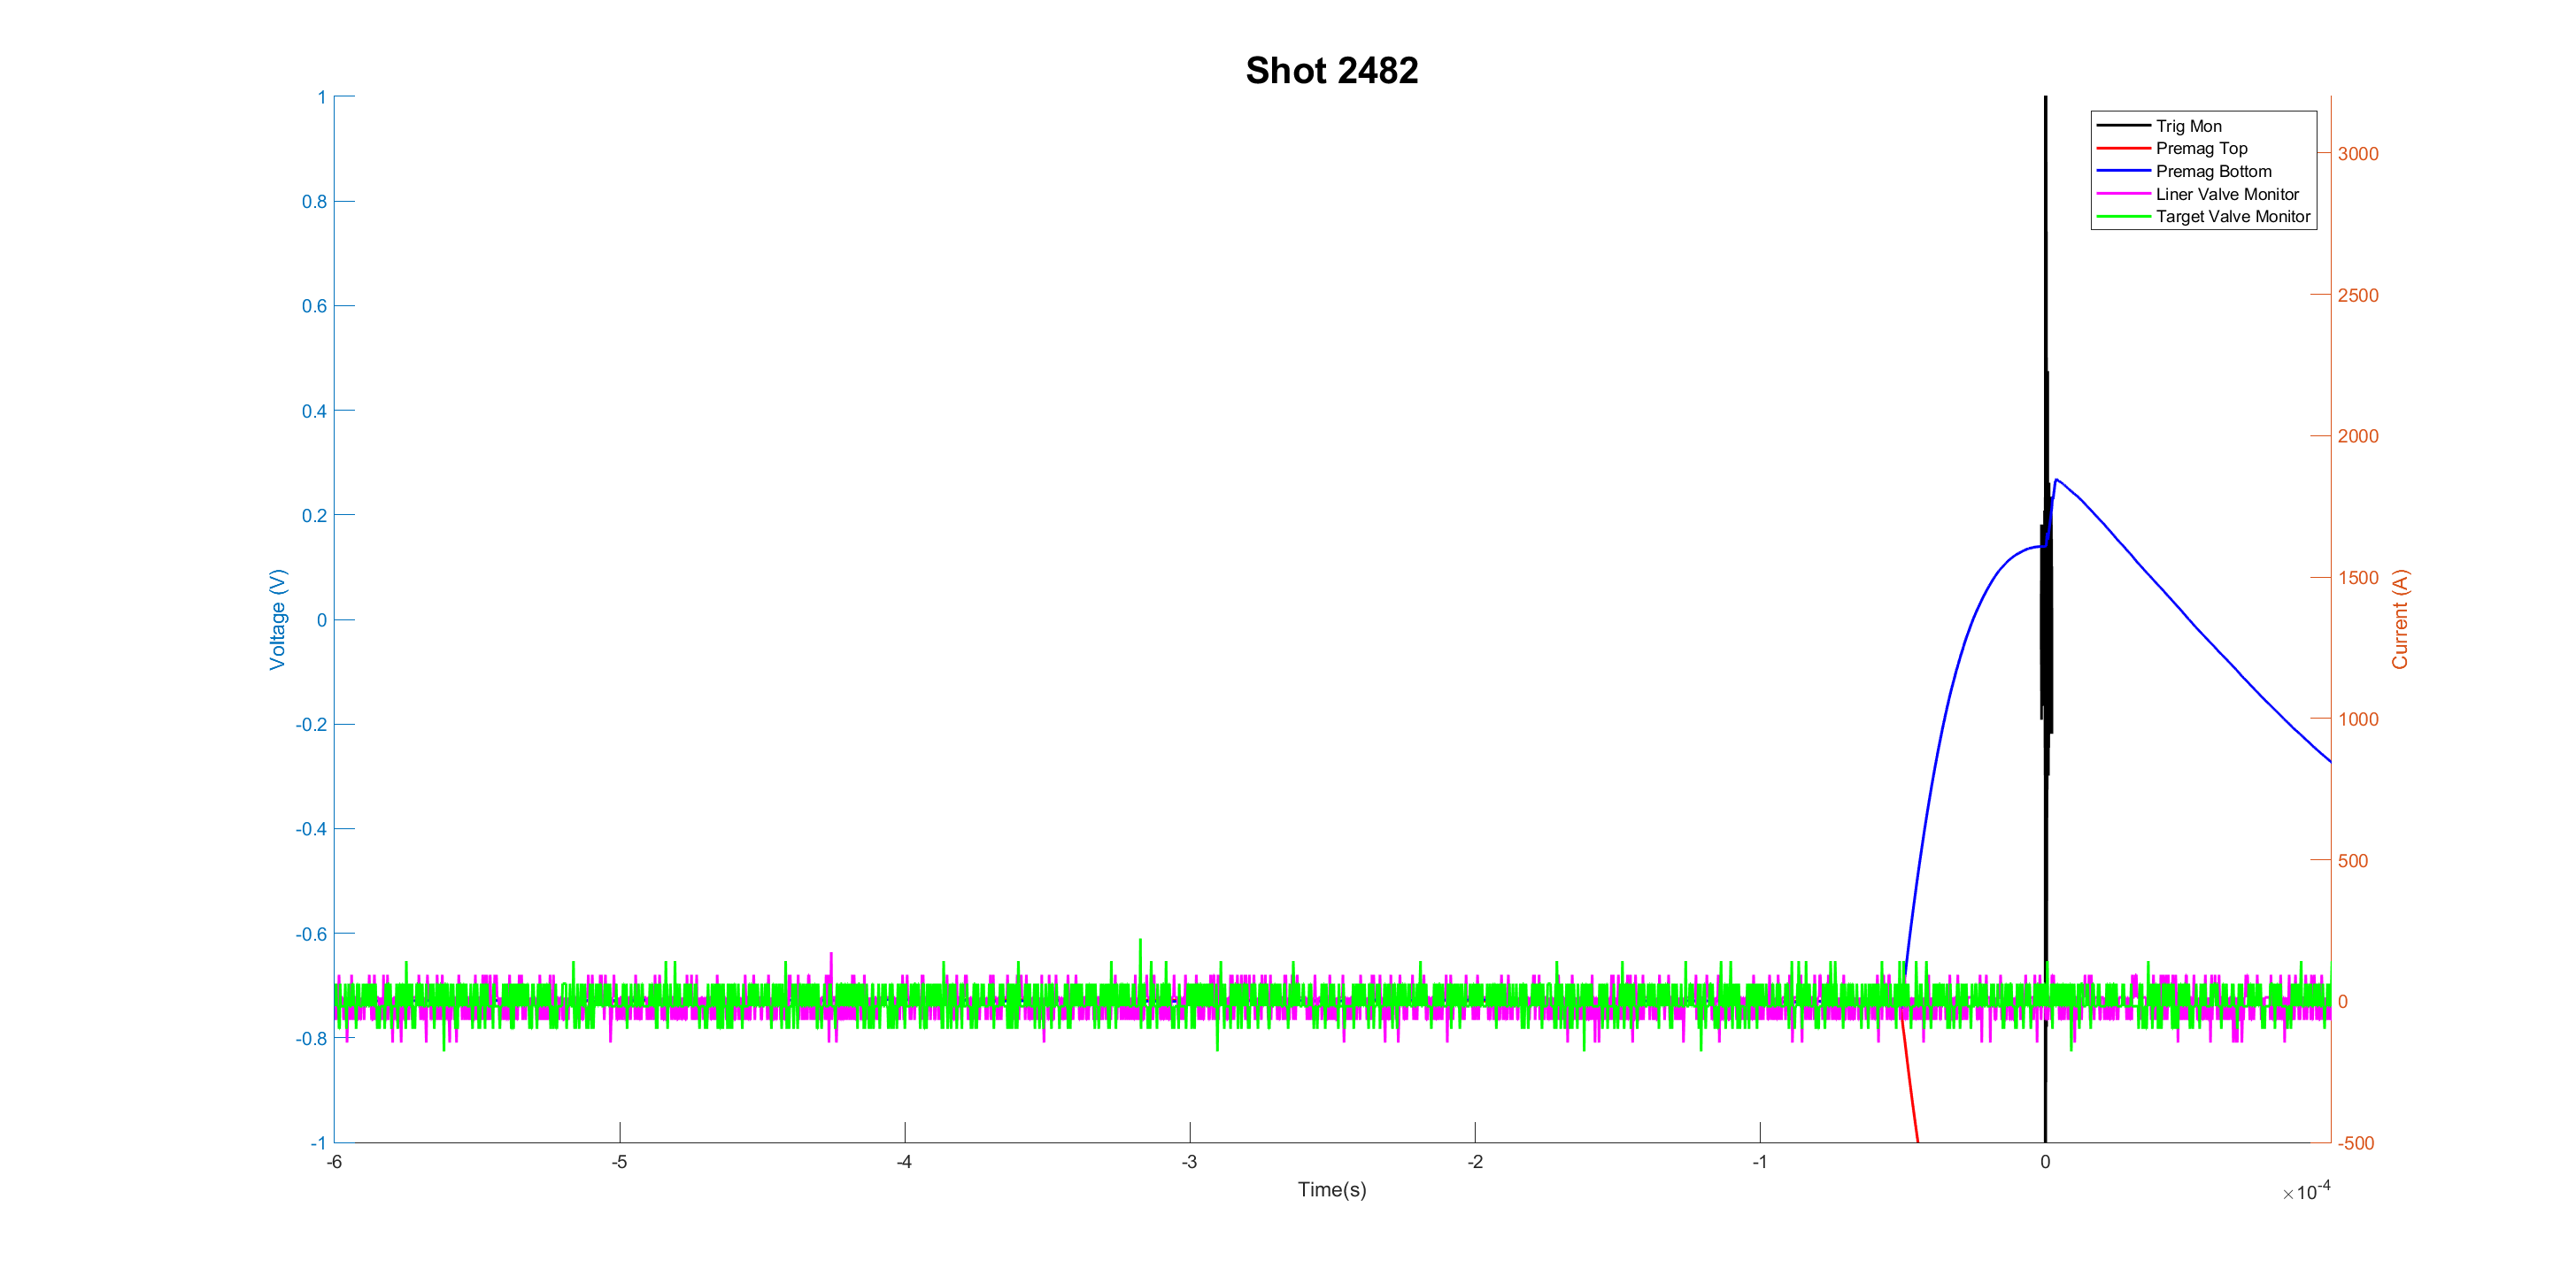 Shot 2482
1
0.8
0.6
0.4
0.2
0
-0.2
-0.4
-0.6
-0.8
-1
Voltage (V)
Trig Mon
Premag Top
Premag Bottom
Liner Valve Monitor
Target Valve Monitor
3000
2500
2000
1500
1000
500
0
-500
Current (A)
-6 -5 -4 -3 -2 -1 0
Time(s)
×10-4